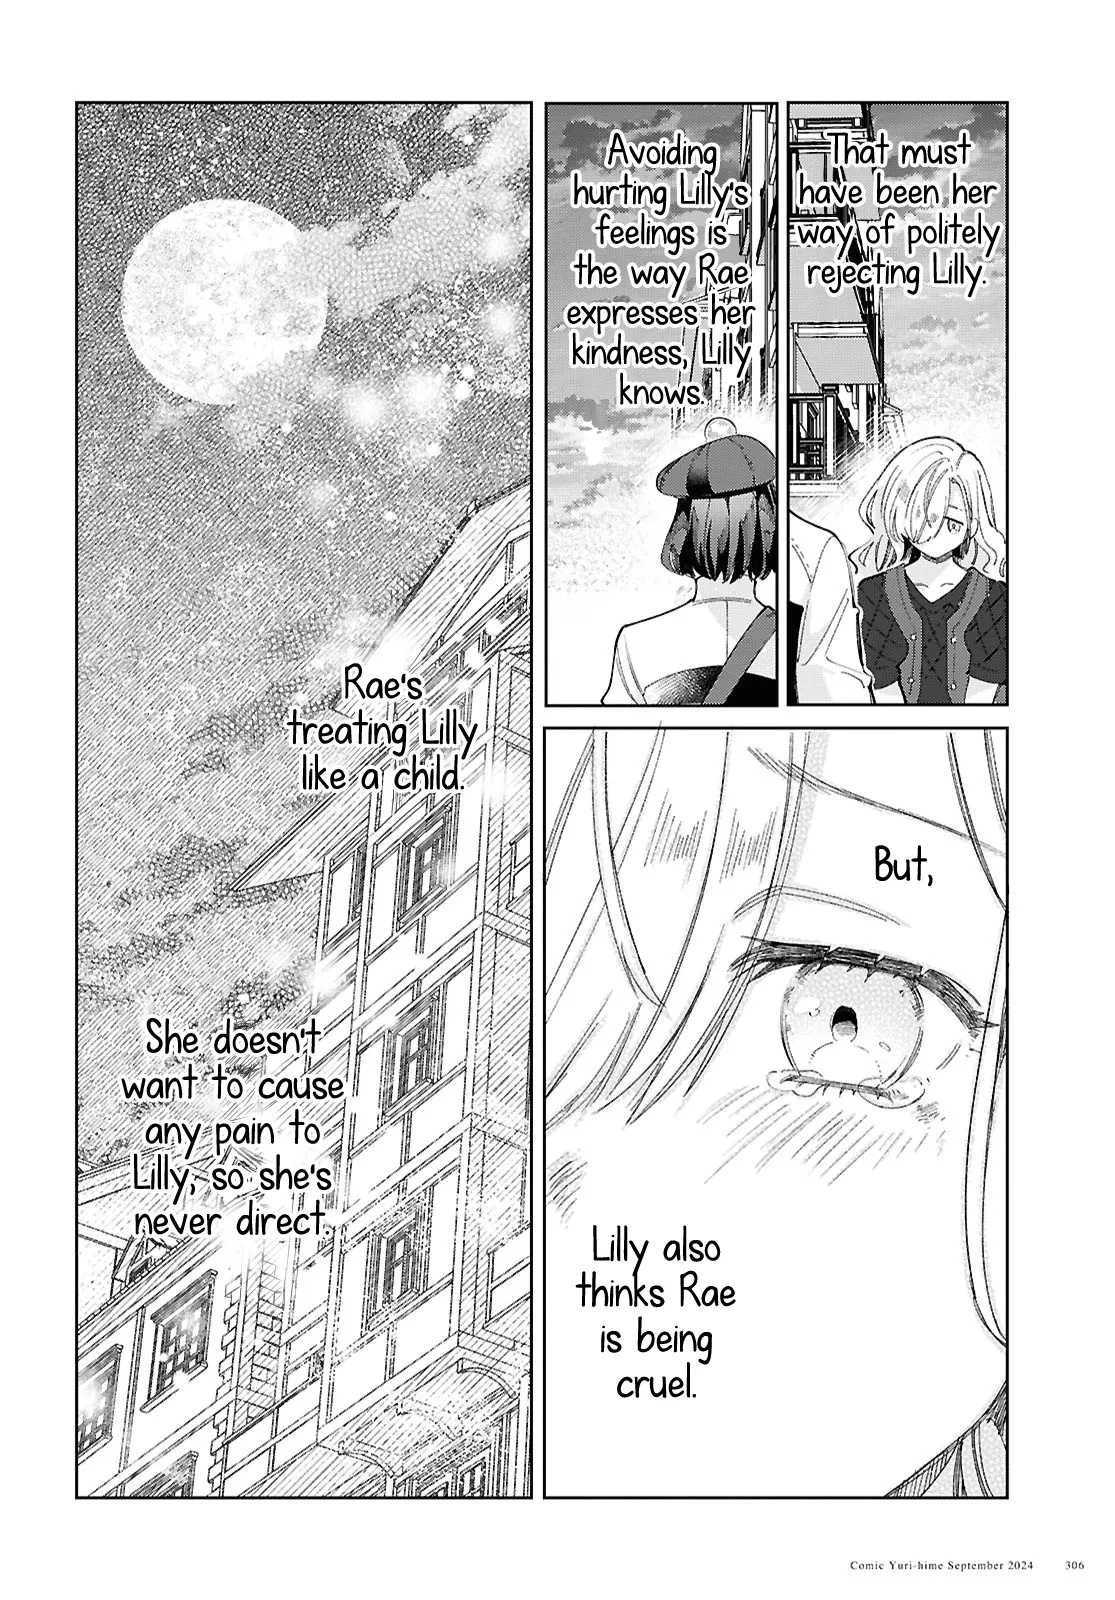 That must
have been her
way of politely
rejecting Lilly.
Avoiding
hurting Lilly's
feelings is
the way Rae
expresses her
kindness, Lilly
knows.
But,
Lilly also
thinks Rae
is being
cruel.
Rae's
treating Lilly
like a child.
She doesn't
want to cause
any pain to
Lilly, so she's
never direct.
Comic Yuri-hime September 2024 306